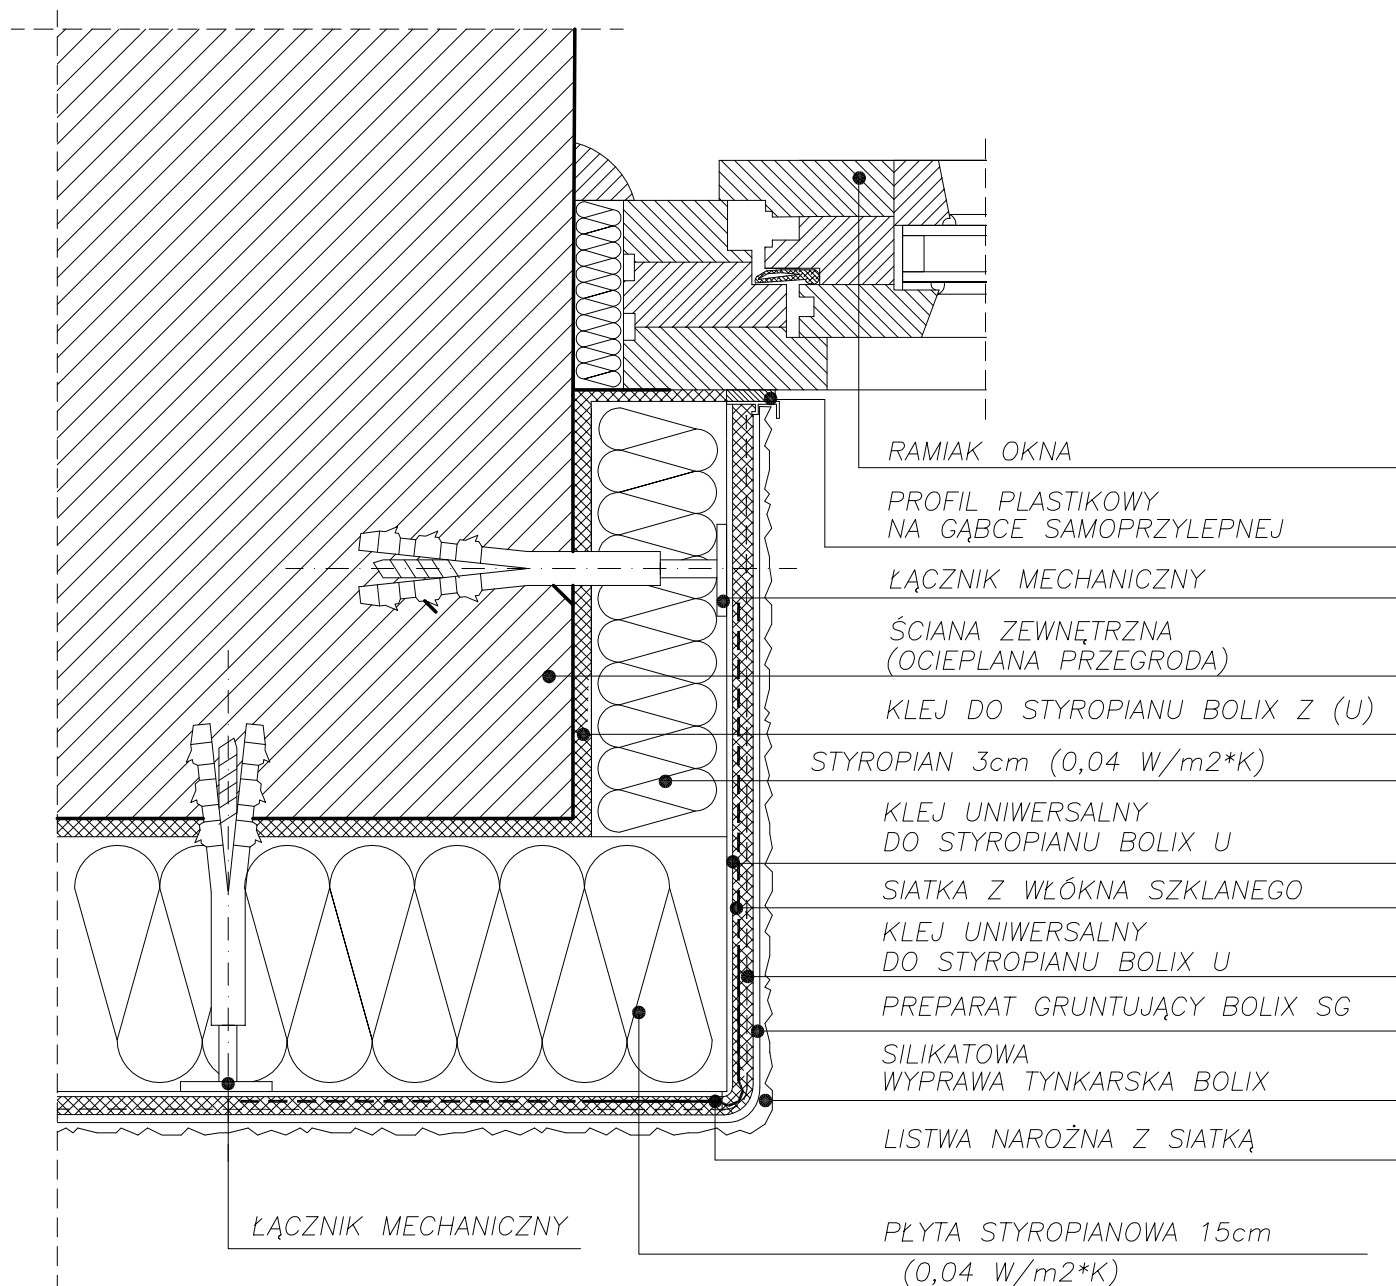 RAMIAK OKNA
PROFIL PLASTIKOWY
NA GĄBCE SAMOPRZYLEPNEJ
ŁĄCZNIK MECHANICZNY
ŚCIANA ZEWNĘTRZNA
(OCIEPLANA PRZEGRODA)
KLEJ DO STYROPIANU BOLIX Z (U)
STYROPIAN 3cm (0,04 W/m2*K)
KLEJ UNIWERSALNY
DO STYROPIANU BOLIX U
SIATKA Z WŁÓKNA SZKLANEGO
KLEJ UNIWERSALNY
DO STYROPIANU BOLIX U
PREPARAT GRUNTUJĄCY BOLIX SG
SILIKATOWA
WYPRAWA TYNKARSKA BOLIX
LISTWA NAROŻNA Z SIATKĄ
ŁĄCZNIK MECHANICZNY
PŁYTA STYROPIANOWA 15cm
(0,04 W/m2*K)